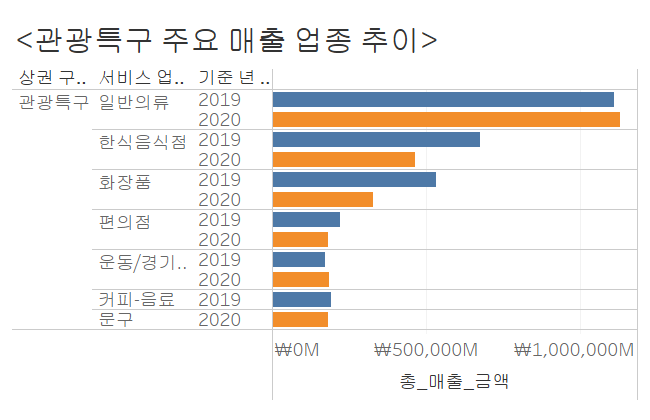 <관광특구 주요 매출 업종 추이>
상권 구.. 서비스 업.. 기준 년 ..
관광특구 일반의류 2019
2020
한식음식점 2019
2020
화장품 2019
2020
편의점 2019
2020
운동/경기.. 2019
2020
커피-음료 2019
문구 2020
₩0M ₩500,000M ₩1,000,000M
총_매출_금액